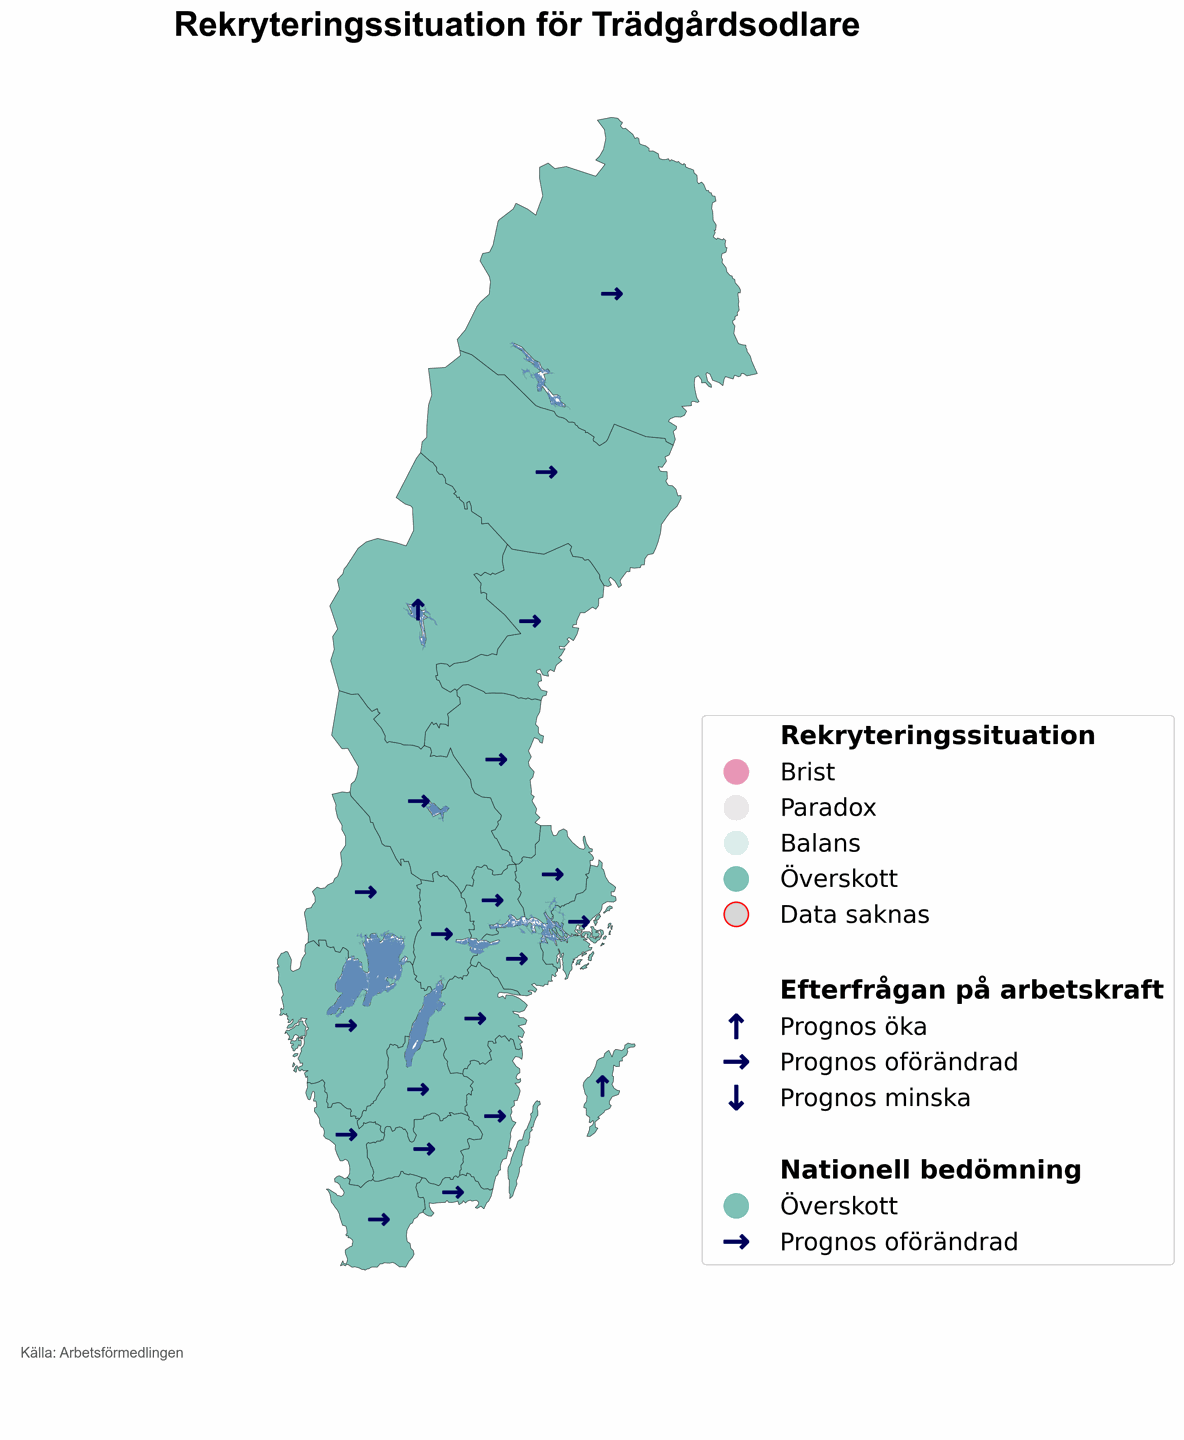 Rekryteringssituation för Trädgårdsodlare
Rekryteringssituation
Brist
Paradox
Balans
Överskott
Data saknas
Efterfrågan på arbetskraft
Prognos öka
Prognos oförändrad
Prognos minska
Nationell bedömning
Överskott
Prognos oförändrad
Källa: Arbetsförmedlingen